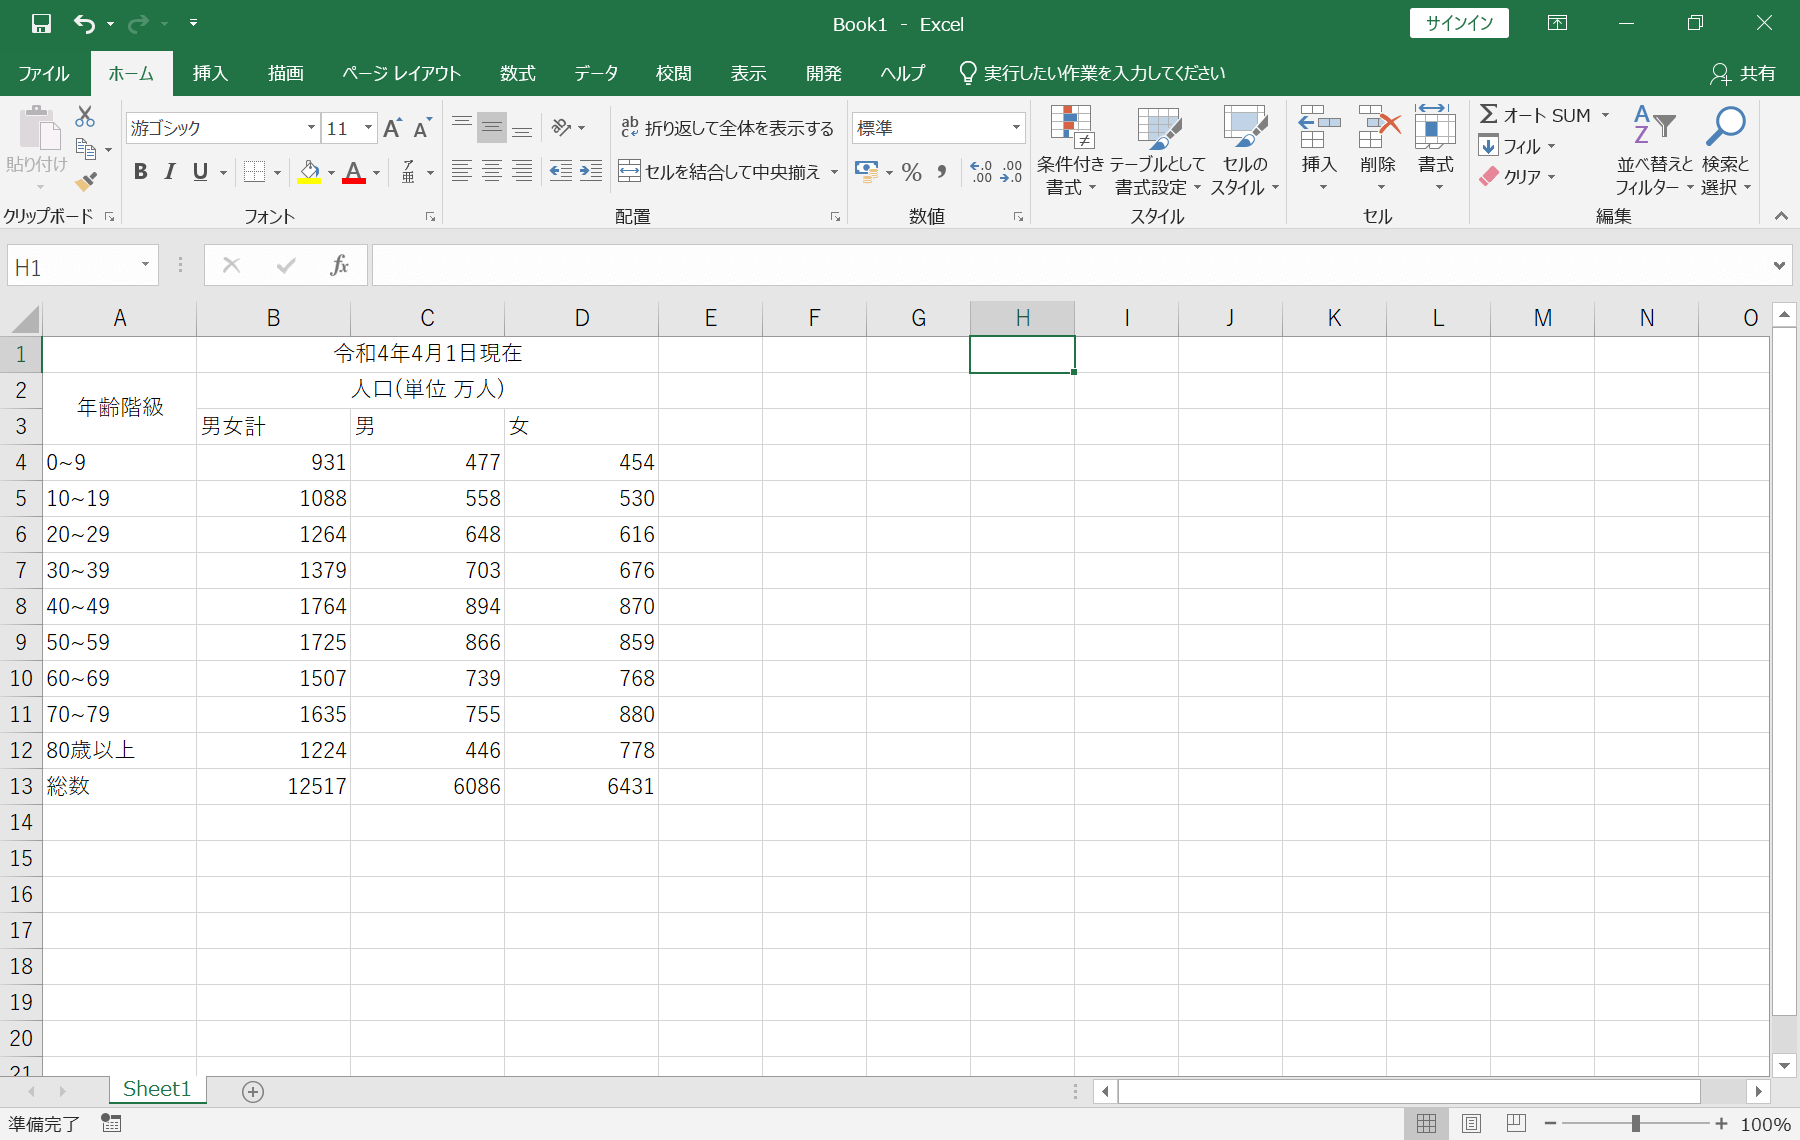 Book1 - Excel
サインイン
ファイル ホーム 挿入 描画 ページ レイアウト 数式 データ 校閲 表示 開発 ヘルプ 実行したい作業を入力してください 共有
貼り付け
クリップボード
游ゴシック 11 A A
B I U A ア亜
フォント
ab 折り返して全体を表示する
セルを結合して中央揃え
配置
標準
% , .0 .00 .00 .0
数値
条件付き書式 テーブルとして書式設定 セルのスタイル
スタイル
挿入 削除 書式
セル
Σ オート SUM
フィル
クリア
並べ替えとフィルター 検索と選択
編集
H1 fx
A B C D E F G H I J K L M N O
1 令和4年4月1日現在
2 年齢階級 人口(単位 万人)
3 男女計 男 女
4 0~9 931 477 454
5 10~19 1088 558 530
6 20~29 1264 648 616
7 30~39 1379 703 676
8 40~49 1764 894 870
9 50~59 1725 866 859
10 60~69 1507 739 768
11 70~79 1635 755 880
12 80歳以上 1224 446 778
13 総数 12517 6086 6431
14
15
16
17
18
19
20
21
Sheet1
準備完了 100%